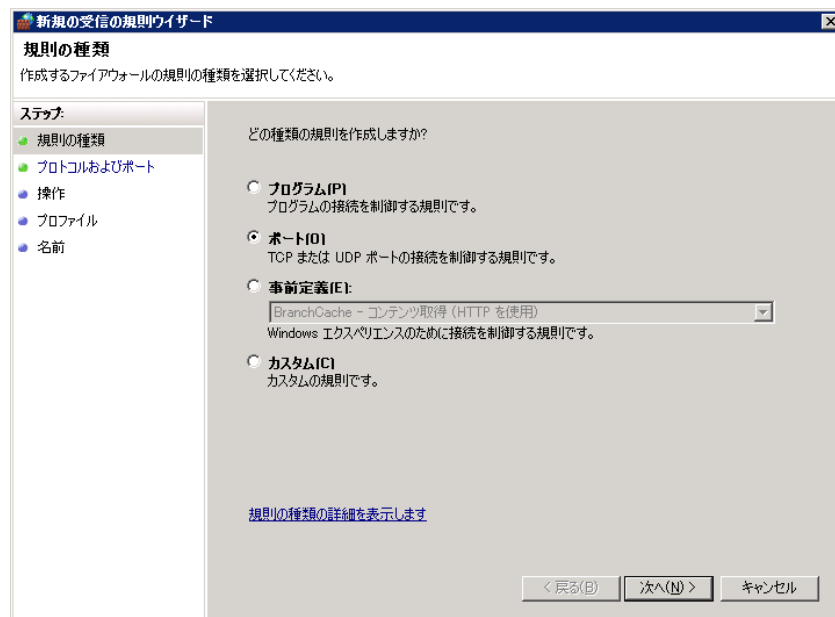 新規の受信の規則ウィザード
規則の種類
作成するファイアウォールの規則の種類を選択してください。
ステップ:
規則の種類
プロトコルおよびポート
操作
プロファイル
名前
どの種類の規則を作成しますか?
プログラム(P)
プログラムの接続を制御する規則です。
ポート(O)
TCP または UDP ポートの接続を制御する規則です。
事前定義(E):
BranchCache - コンテンツ取得 (HTTP を使用)
Windows エクスペリエンスのために接続を制御する規則です。
カスタム(C)
カスタムの規則です。
規則の種類の詳細を表示します
< 戻る(B)
次へ(N) >
キャンセル